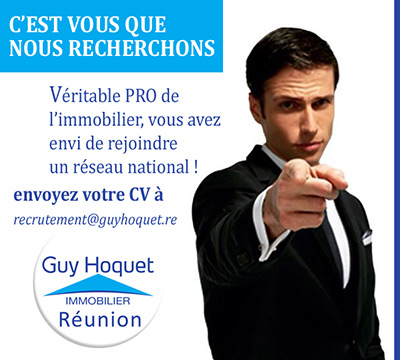 C'EST VOUS QUE
NOUS RECHERCHONS
Véritable PRO de
l'immobilier, vous avez
envi de rejoindre
un réseau national !
envoyez votre CV à
recrutement@guyhoquet.re
Guy Hoquet
IMMOBILIER
Réunion